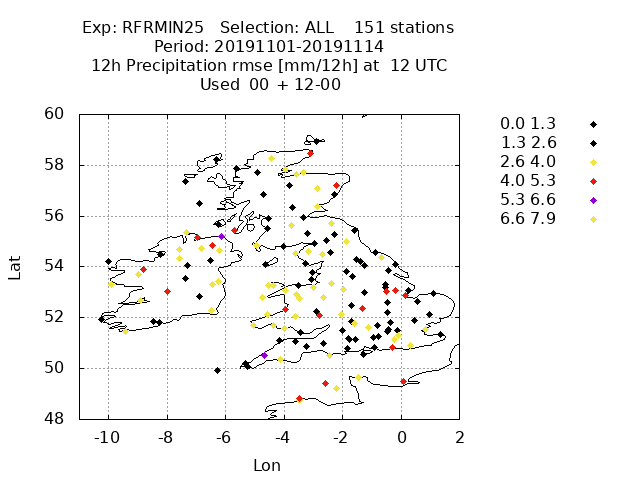 Exp: RFRMIN25 Selection: ALL 151 stations
Period: 20191101-20191114
12h Precipitation rmse [mm/12h] at 12 UTC
Used 00 + 12-00
60
58
56
54
52
50
48
Lat
-10 -8 -6 -4 -2 0 2
Lon
0.0 1.3
1.3 2.6
2.6 4.0
4.0 5.3
5.3 6.6
6.6 7.9